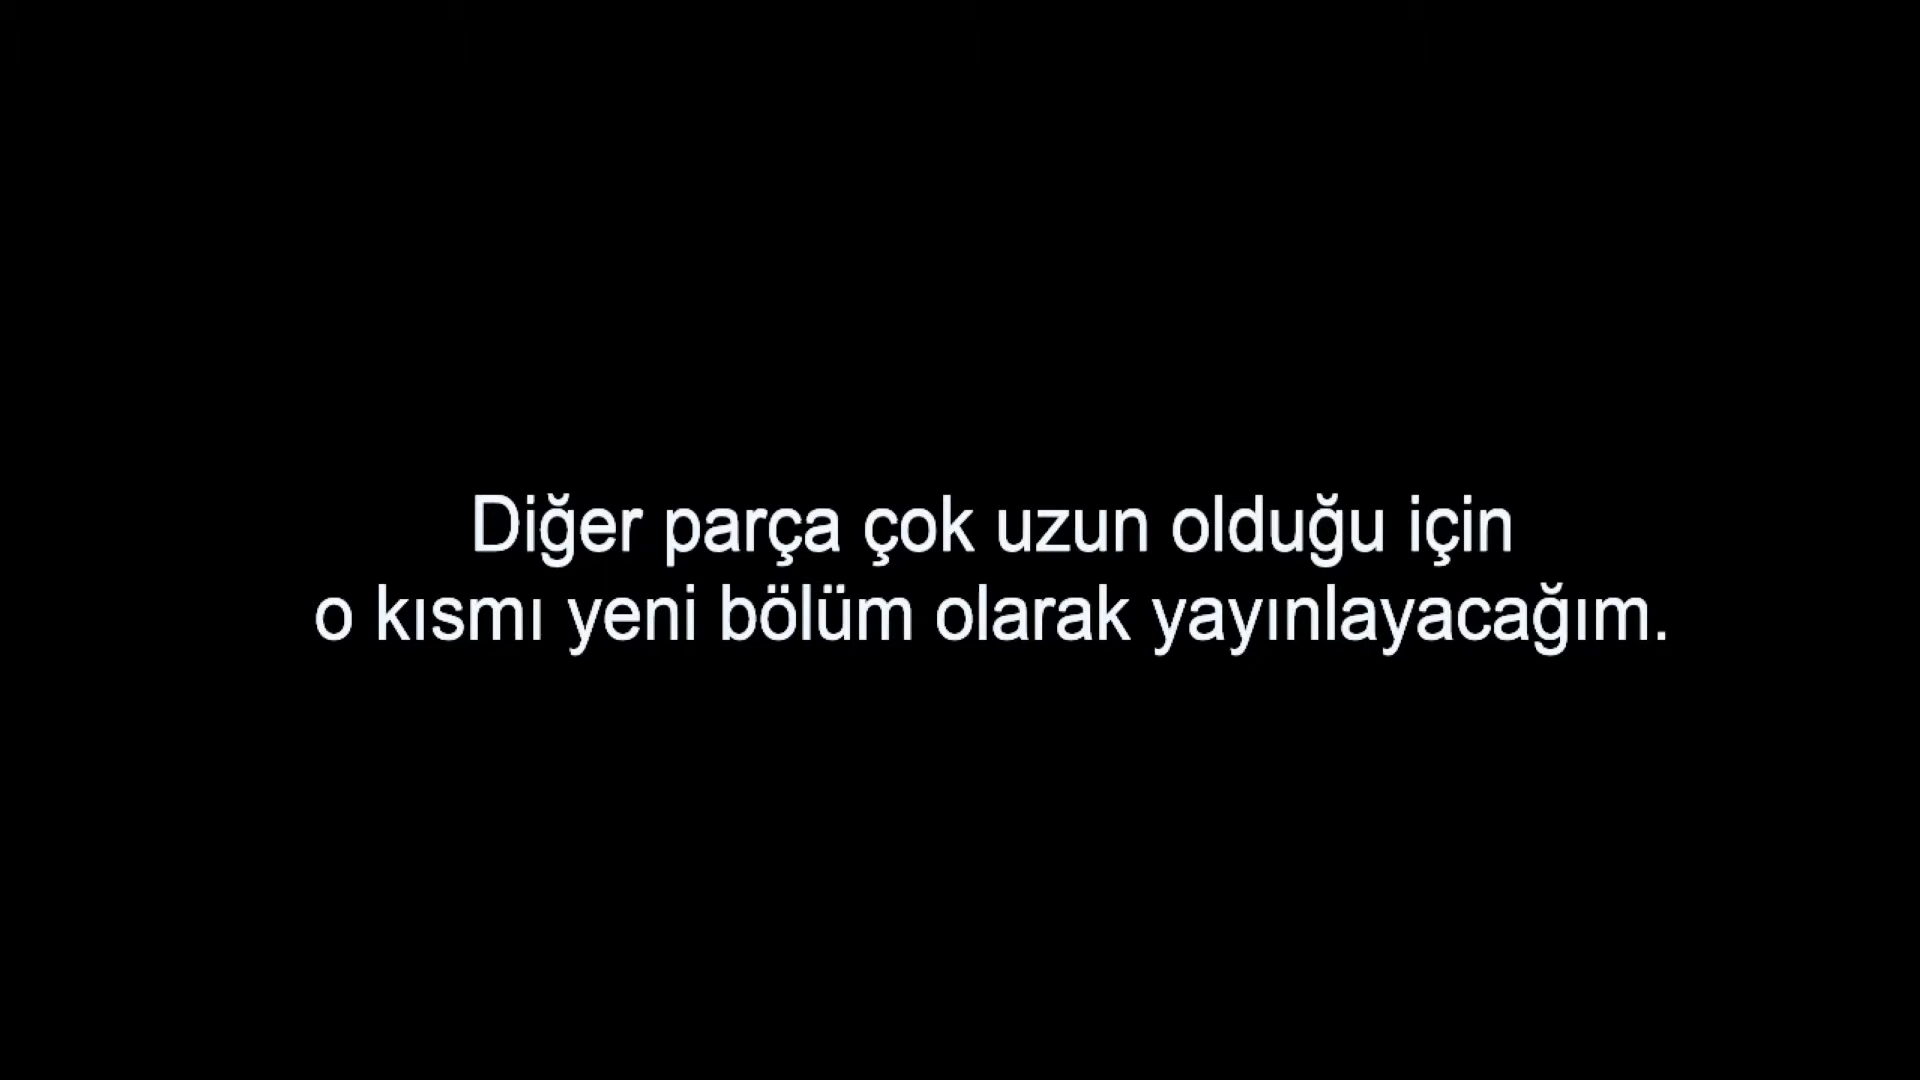 Diğer parça çok uzun olduğu için
o kısmı yeni bölüm olarak yayınlayacağım.